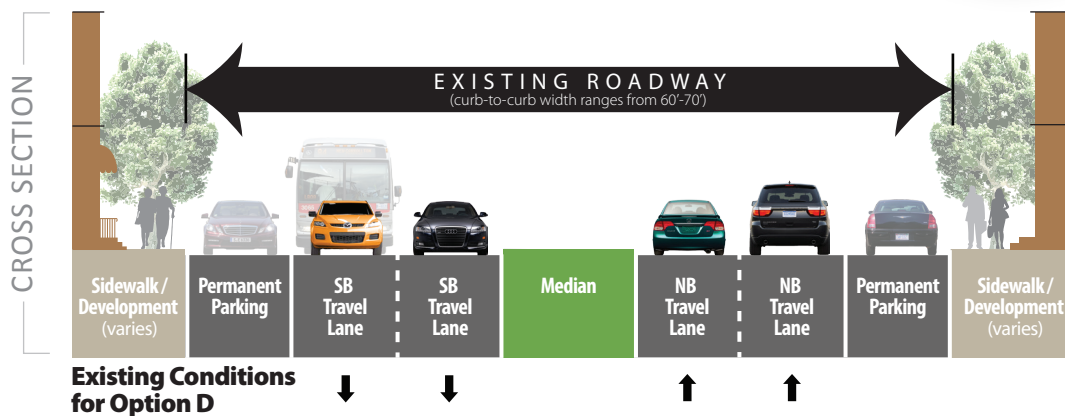 CROSS SECTION
EXISTING ROADWAY
(curb-to-curb width ranges from 60'-70')
Sidewalk /
Development
(varies)
Permanent
Parking
SB
Travel
Lane
SB
Travel
Lane
Median
NB
Travel
Lane
NB
Travel
Lane
Permanent
Parking
Sidewalk /
Development
(varies)
Existing Conditions
for Option D